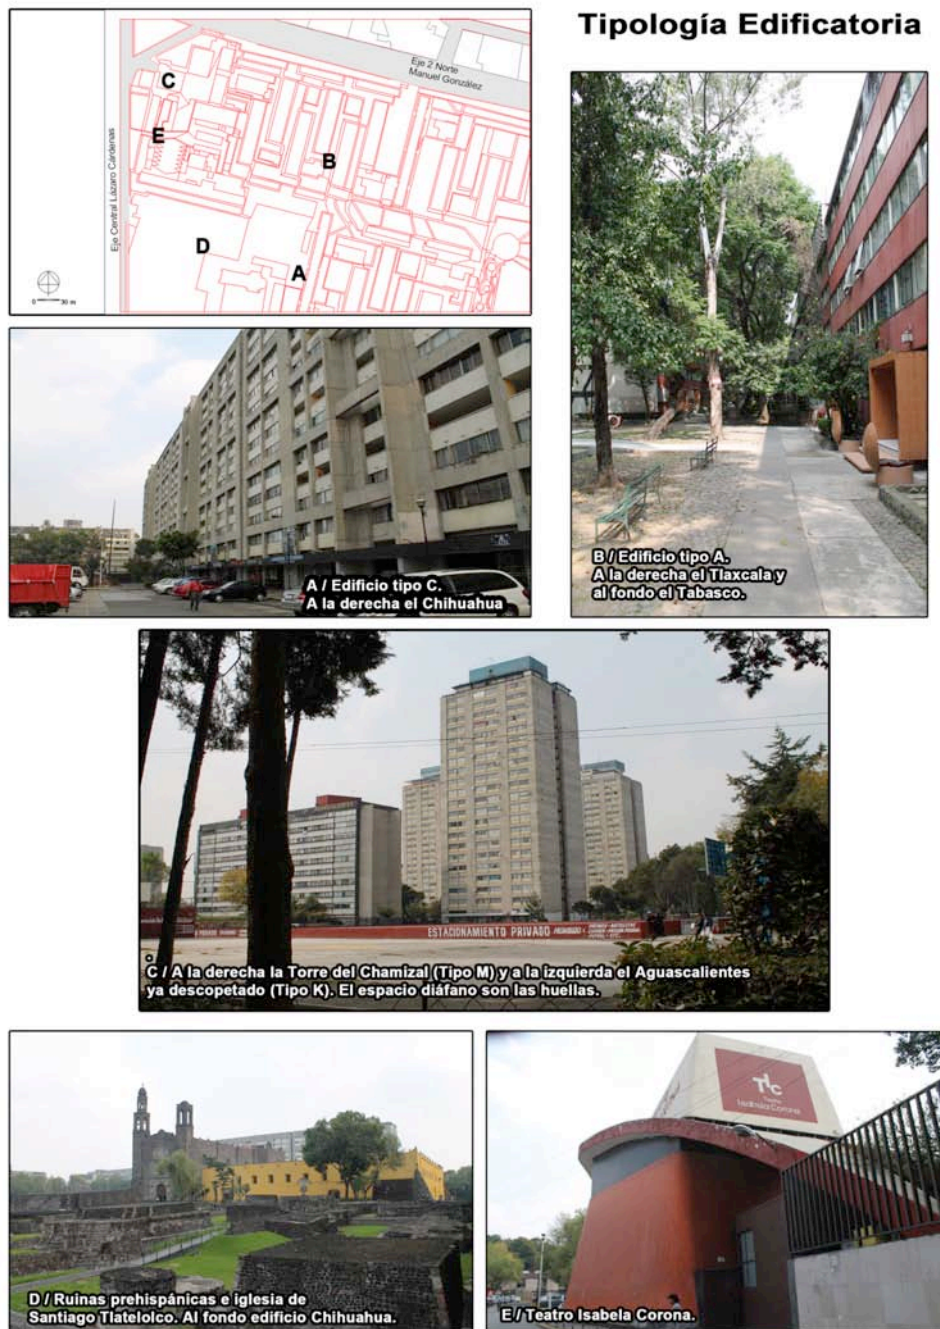 Tipología Edificatoria
Eje 2 Norte
Manuel González
Eje Central Lázaro Cárdenas
C
E
B
D
A
0 30 m
A / Edificio tipo C.
A la derecha el Chihuahua
B / Edificio tipo A.
A la derecha el Tlaxcala y
al fondo el Tabasco.
ESTACIONAMIENTO PRIVADO
C / A la derecha la Torre del Chamizal (Tipo M) y a la izquierda el Aguascalientes
ya descopetado (Tipo K). El espacio diáfano son las huellas.
D / Ruinas prehispánicas e iglesia de
Santiago Tlatelolco. Al fondo edificio Chihuahua.
TIC
Teatro
Isabela Corona
E / Teatro Isabela Corona.